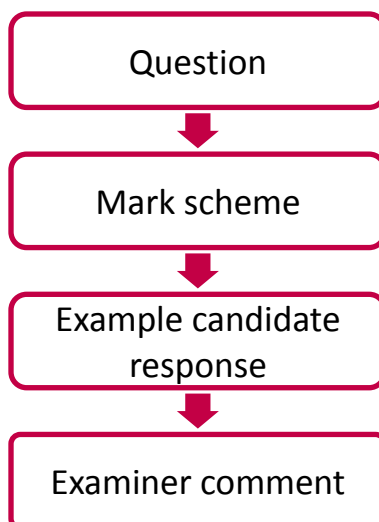 Question
Mark scheme
Example candidate
response
Examiner comment